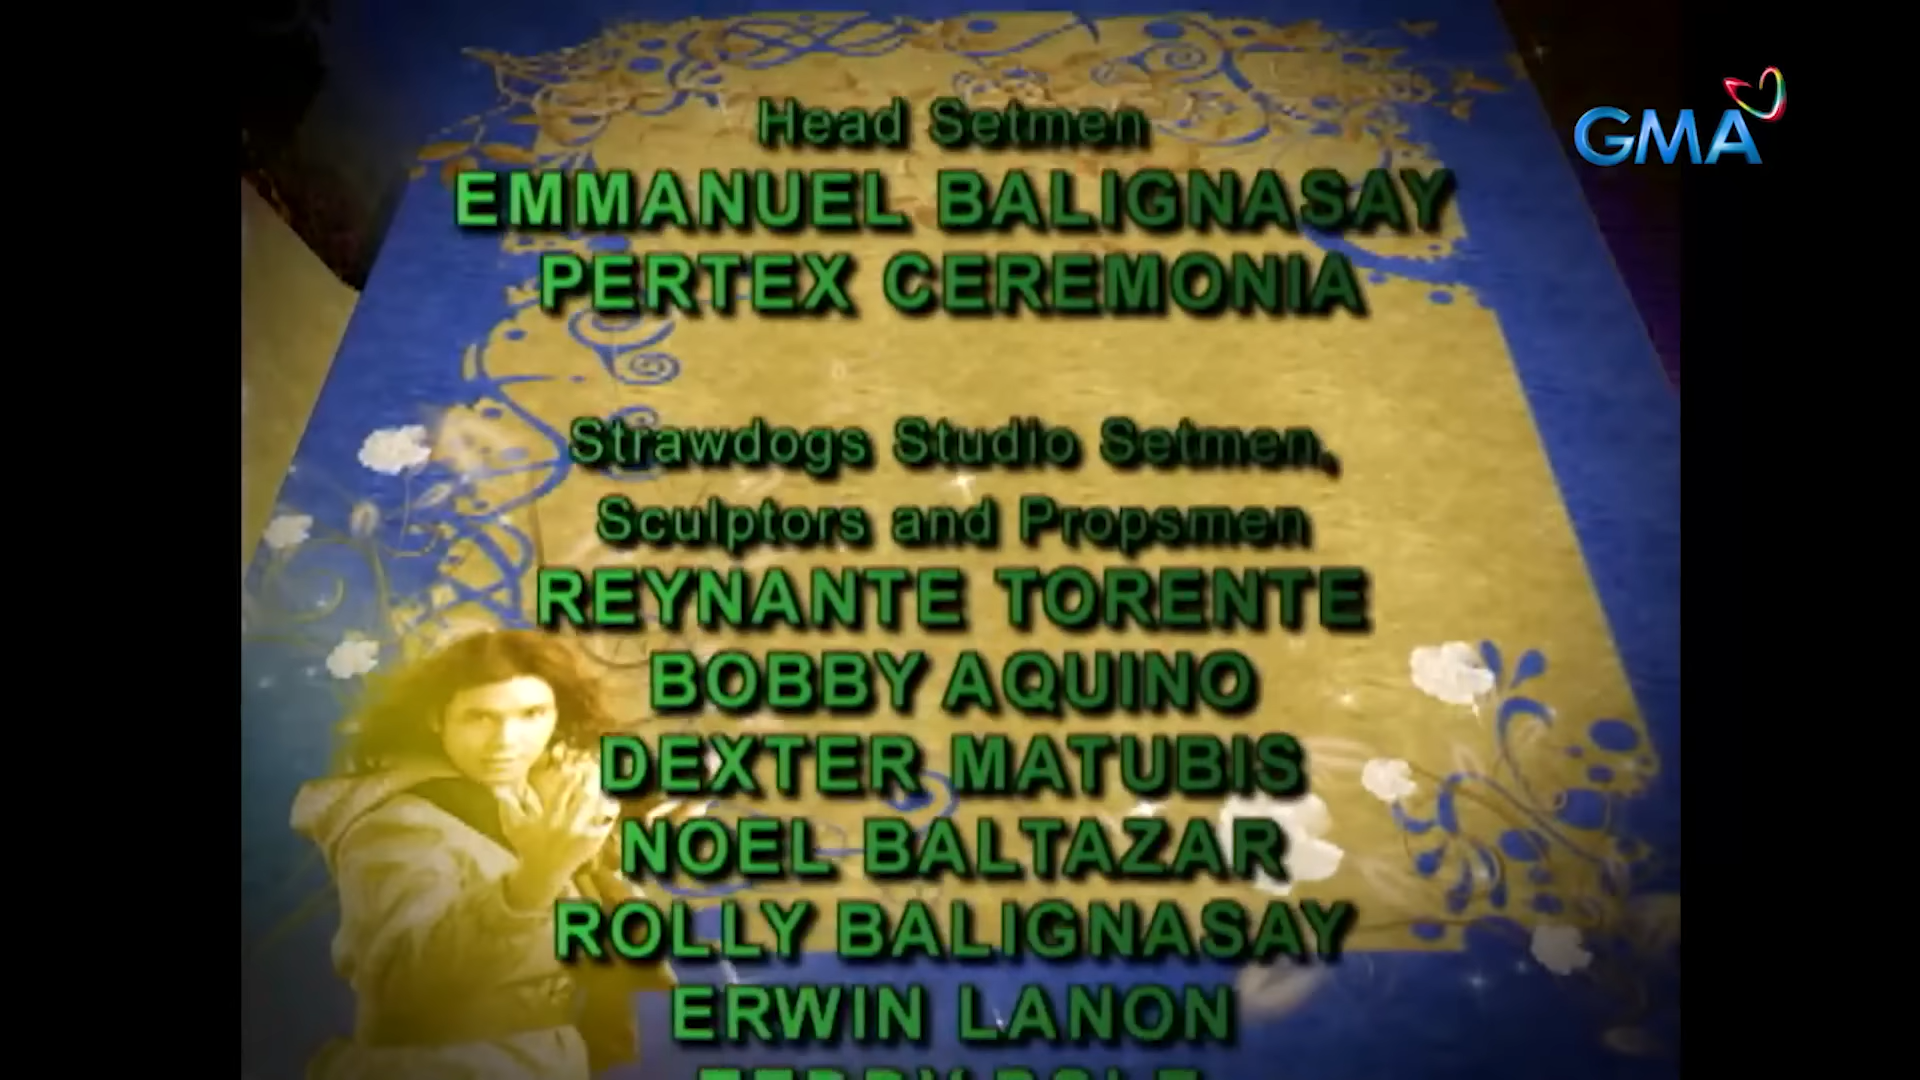 GMA
Head Setmen
EMMANUEL BALIGNASAY
PERTEX CEREMONIA
Strawdogs Studio Setmen,
Sculptors and Propsmen
REYNANTE TORENTE
BOBBY AQUINO
DEXTER MATUBIS
NOEL BALTAZAR
ROLLY BALIGNASAY
ERWIN LANON